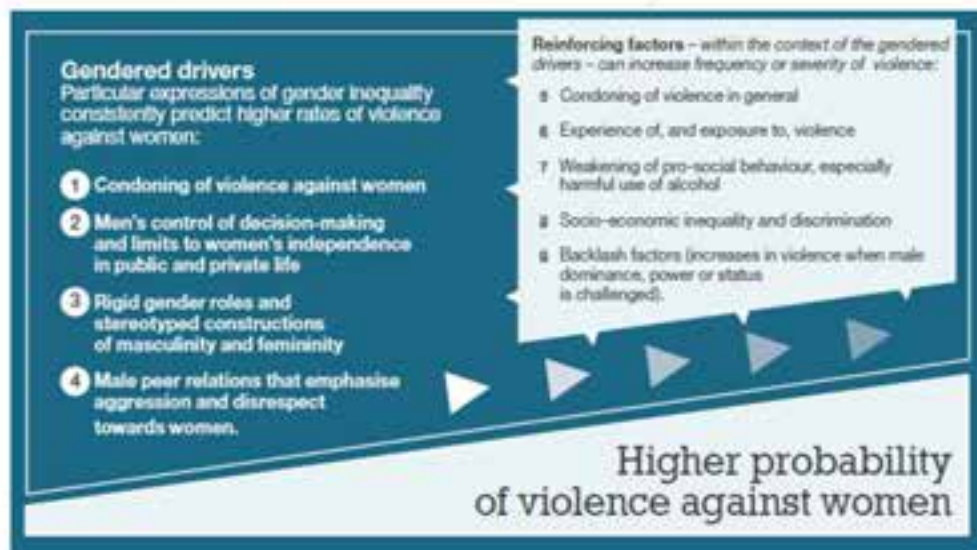 Gendered drivers
Particular expressions of gender inequality
consistently predict higher rates of violence
against women:
1 Condoning of violence against women
2 Men's control of decision-making
and limits to women's independence
in public and private life
3 Rigid gender roles and
stereotyped constructions
of masculinity and femininity
4 Male peer relations that emphasise
aggression and disrespect
towards women.
Reinforcing factors – within the context of the gendered
drivers – can increase frequency or severity of violence:
5 Condoning of violence in general
6 Experience of, and exposure to, violence
7 Weakening of pro-social behaviour, especially
harmful use of alcohol
8 Socio-economic inequality and discrimination
9 Backlash factors (increases in violence when male
dominance, power or status
is challenged).
Higher probability
of violence against women